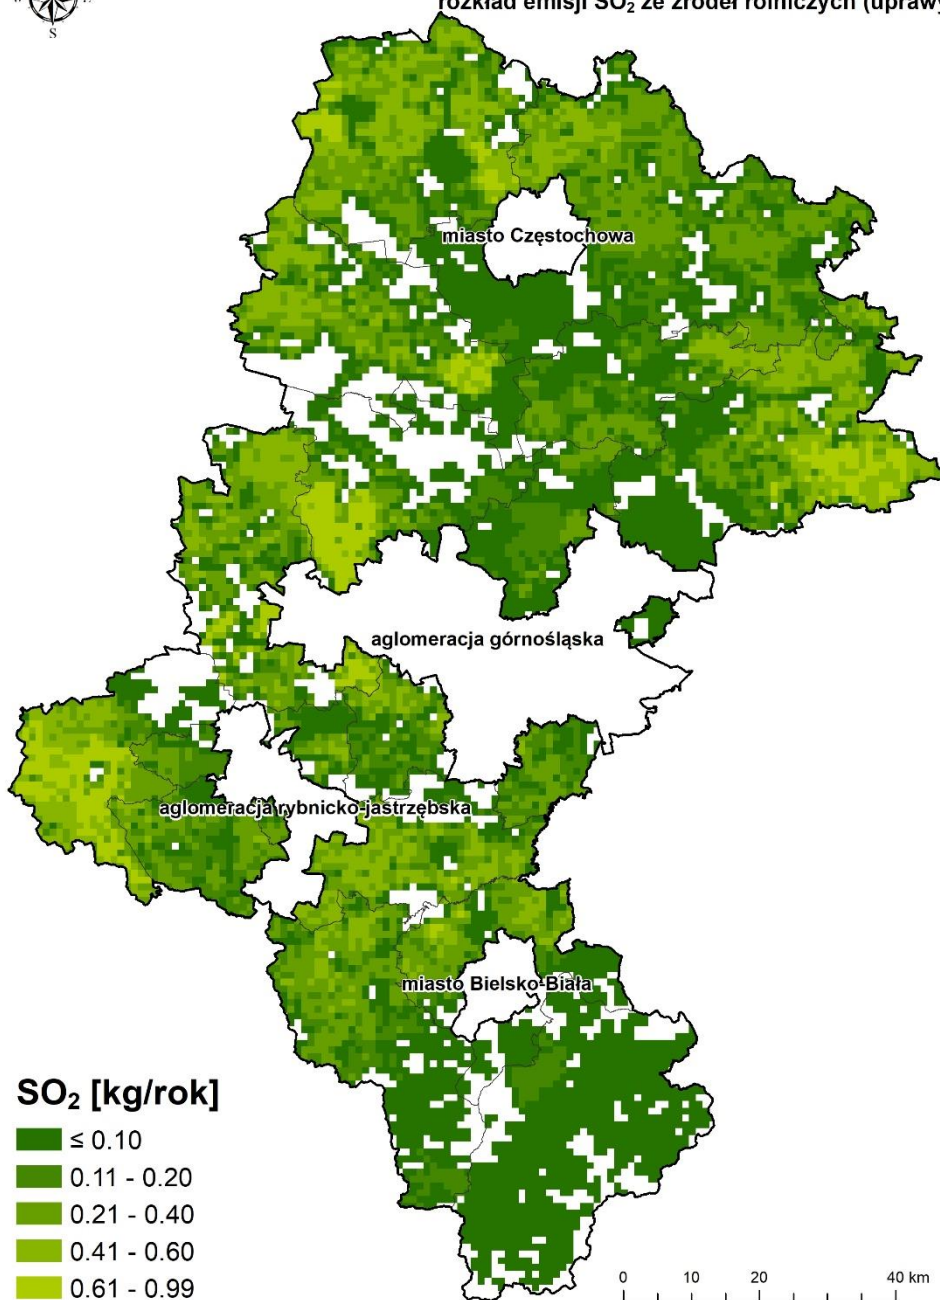 rozkład emisji SO₂ ze źródeł rolniczych (uprawy
S
miasto Częstochowa
aglomeracja górnośląska
aglomeracja rybnicko-jastrzębska
miasto Bielsko-Biała
SO₂ [kg/rok]
≤ 0.10
0.11 - 0.20
0.21 - 0.40
0.41 - 0.60
0.61 - 0.99
0 10 20 40 km